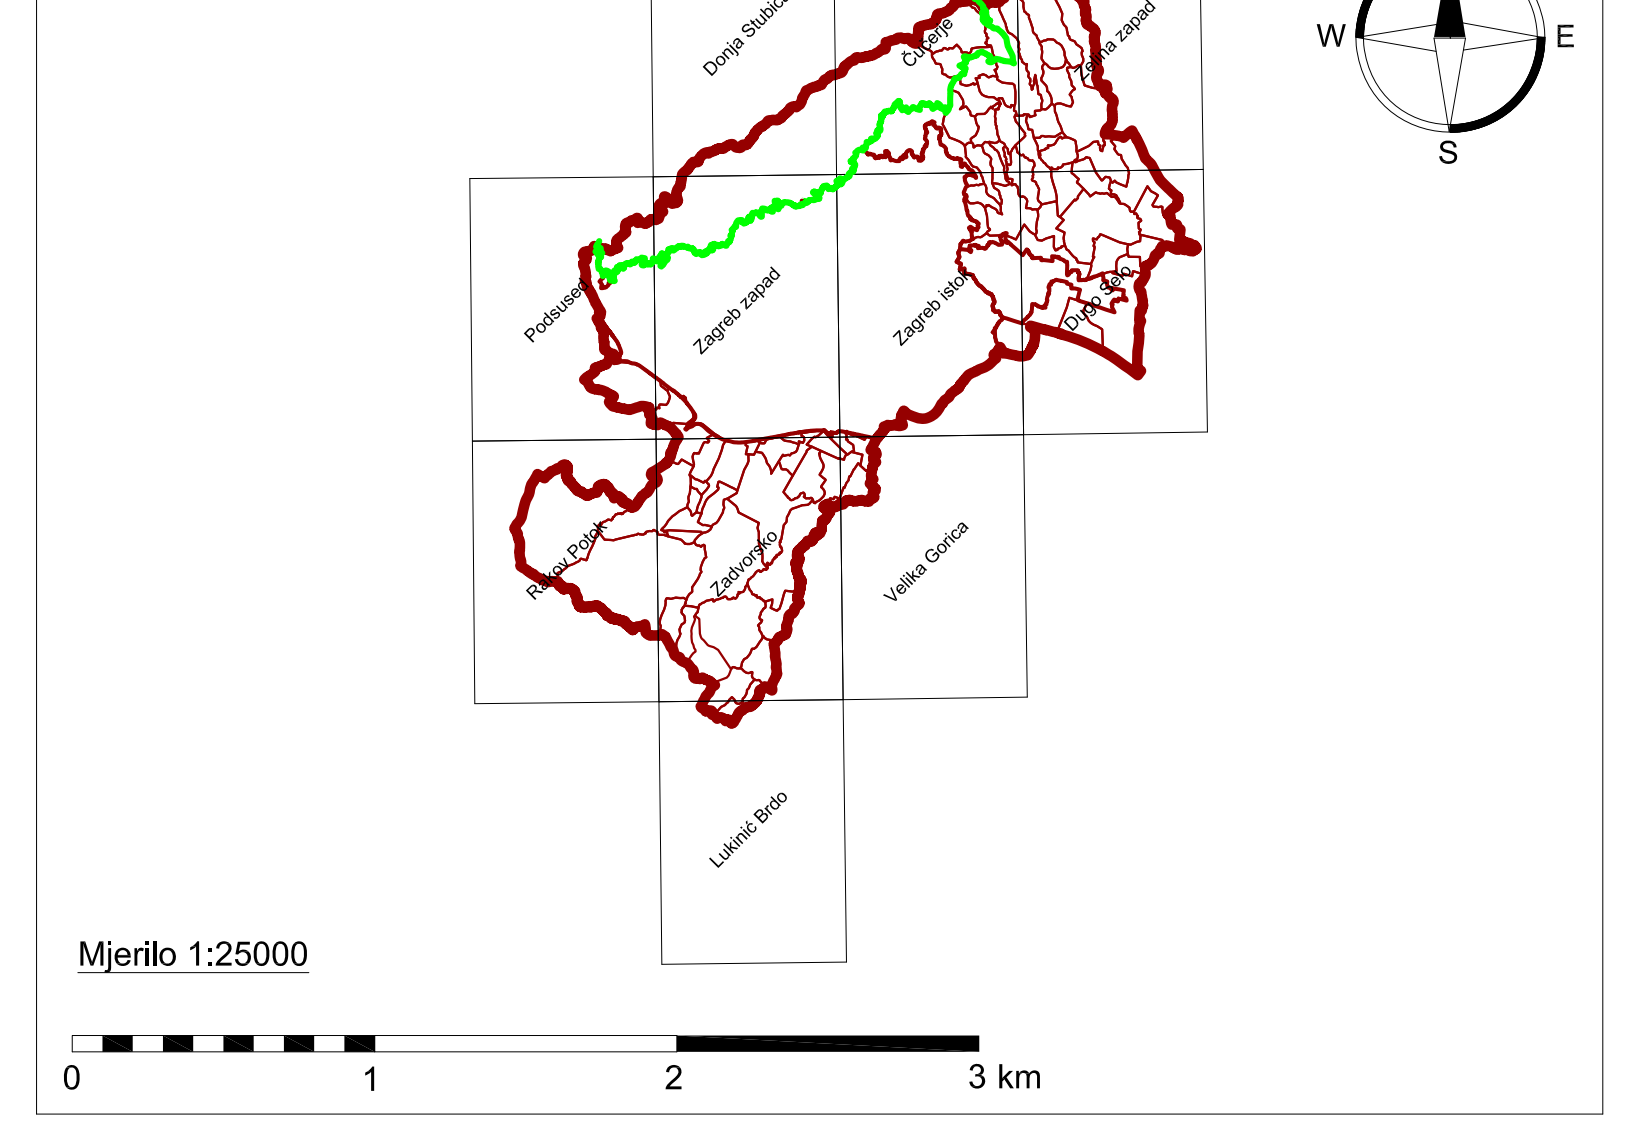 Donja Stubica
Čučerje
Zelina zapad
W
E
S
Podsused
Zagreb zapad
Zagreb istok
Dugo Selo
Rakov Potok
Zadvorsko
Velika Gorica
Lukinić Brdo
Mjerilo 1:25000
0
1
2
3 km